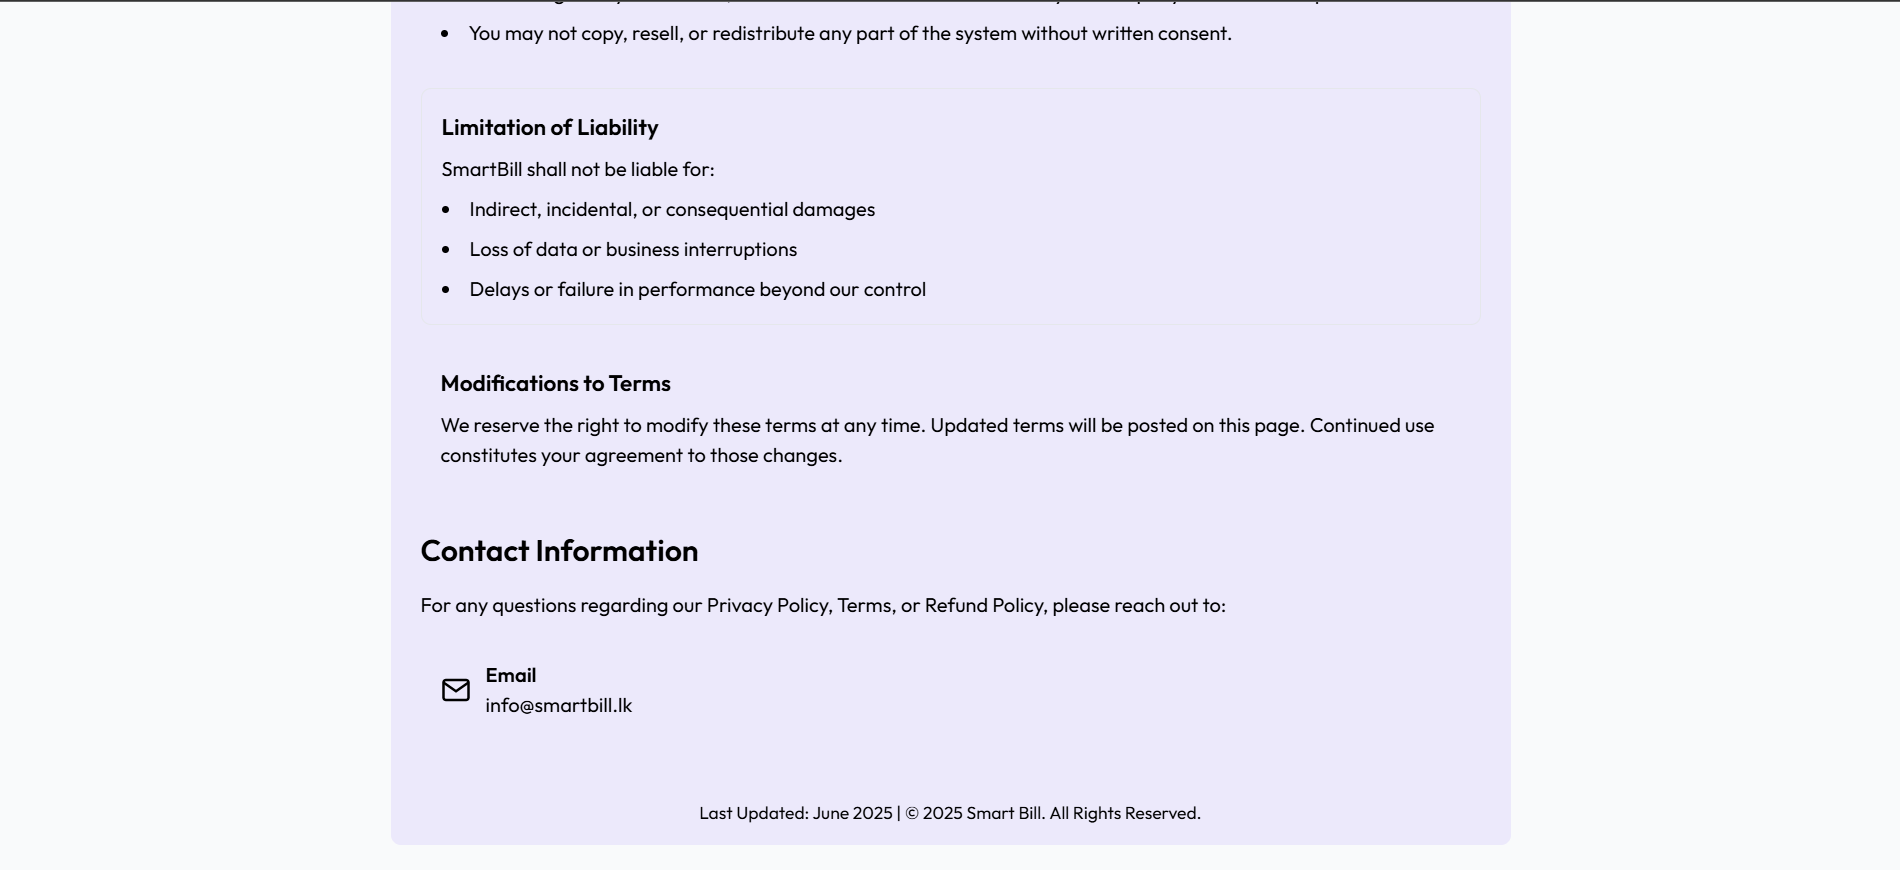 You may not copy, resell, or redistribute any part of the system without written consent.
Limitation of Liability
SmartBill shall not be liable for:
Indirect, incidental, or consequential damages
Loss of data or business interruptions
Delays or failure in performance beyond our control
Modifications to Terms
We reserve the right to modify these terms at any time. Updated terms will be posted on this page. Continued use
constitutes your agreement to those changes.
Contact Information
For any questions regarding our Privacy Policy, Terms, or Refund Policy, please reach out to:
Email
info@smartbill.lk
Last Updated: June 2025 | © 2025 Smart Bill. All Rights Reserved.